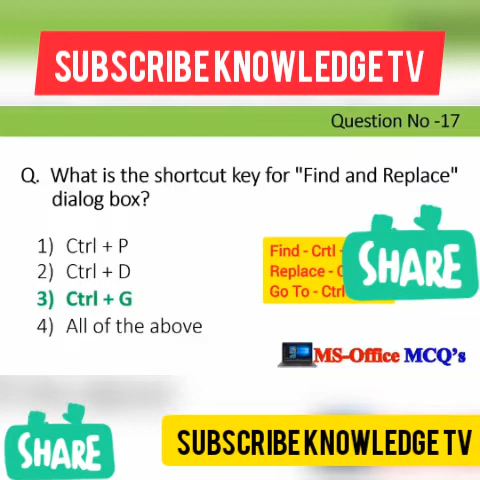 SUBSCRIBE KNOWLEDGE TV
Question No -17
Q. What is the shortcut key for "Find and Replace"
dialog box?
1) Ctrl + P
2) Ctrl + D
3) Ctrl + G
4) All of the above
Find - Crtl
Replace -
Go To - Ctrl
SHARE
MS-Office MCQ's
SHARE
SUBSCRIBE KNOWLEDGE TV